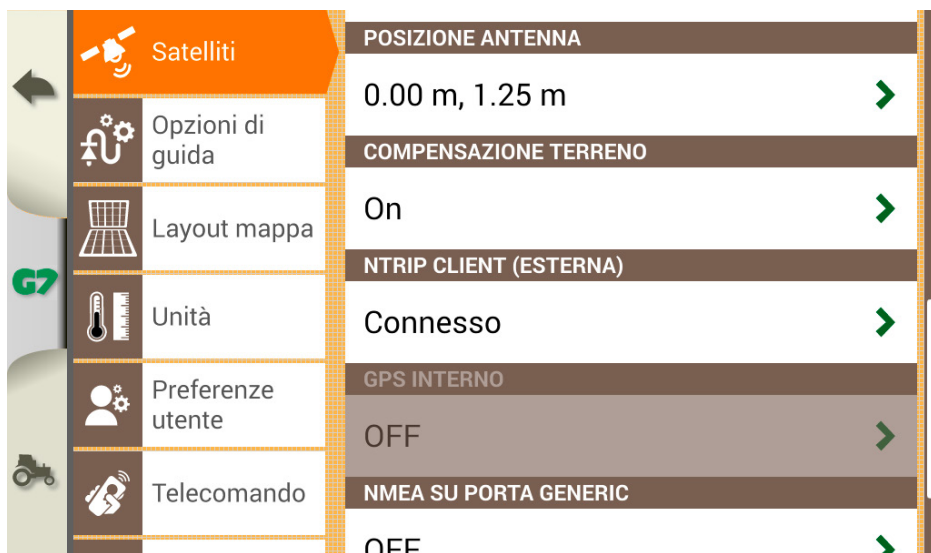 Satelliti
Opzioni di
guida
Layout mappa
G7
Unità
Preferenze
utente
Telecomando
POSIZIONE ANTENNA
0.00 m, 1.25 m
COMPENSAZIONE TERRENO
On
NTRIP CLIENT (ESTERNA)
Connesso
GPS INTERNO
OFF
NMEA SU PORTA GENERIC
OFF